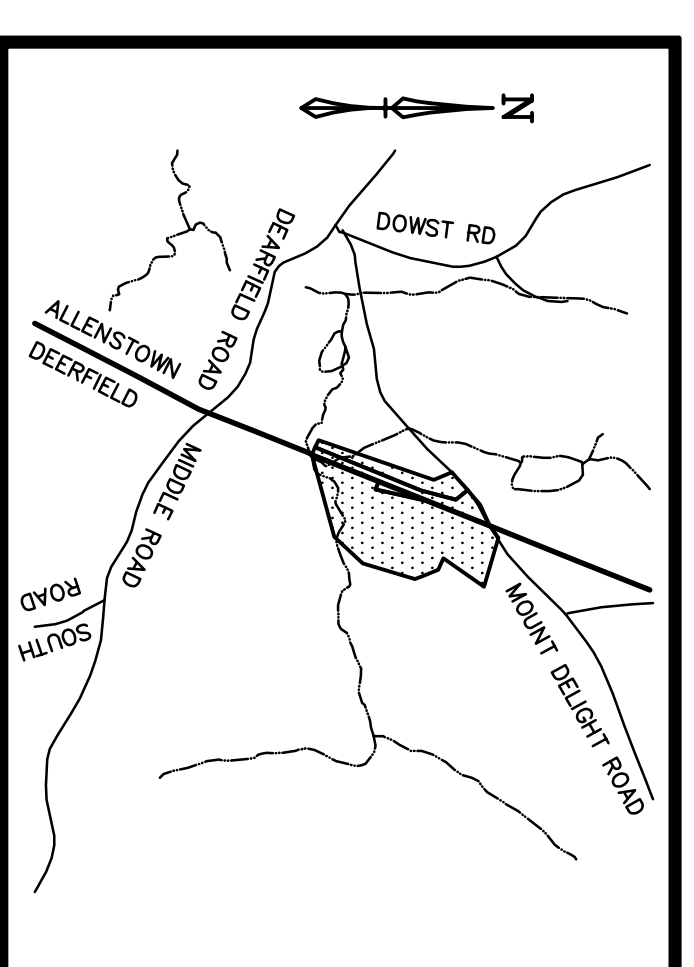 N
DOWST RD
DEARFIELD ROAD
ALLENSTOWN
DEERFIELD
MIDDLE ROAD
SOUTH
ROAD
MOUNT DELIGHT ROAD